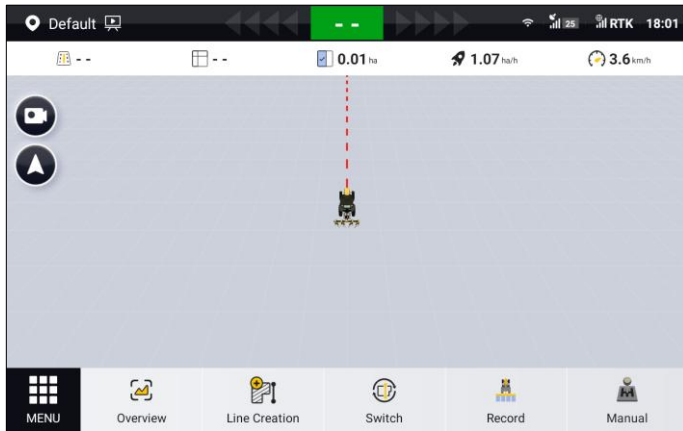 Default
- -
25
RTK
18:01
- -
- -
0.01 ha
1.07 ha/h
3.6 km/h
MENU
Overview
Line Creation
Switch
Record
M
Manual